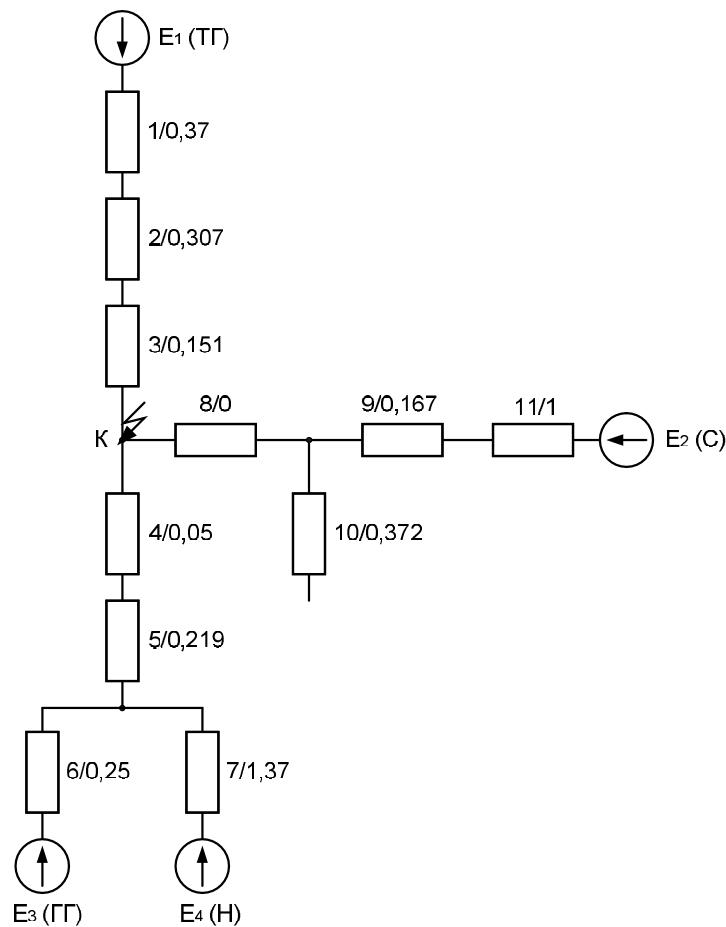 E1 (ТГ)
1/0,37
2/0,307
3/0,151
8/0
9/0,167
11/1
К
E2 (С)
4/0,05
10/0,372
5/0,219
6/0,25
7/1,37
E3 (ГГ)
E4 (Н)